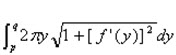 ∫_p^q 2πy√(1+[f'(y)]²) dy